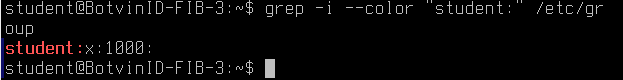 student@BotvinID-FIB-3:~$ grep -i --color "student:" /etc/gr
oup
student:x:1000:
student@BotvinID-FIB-3:~$